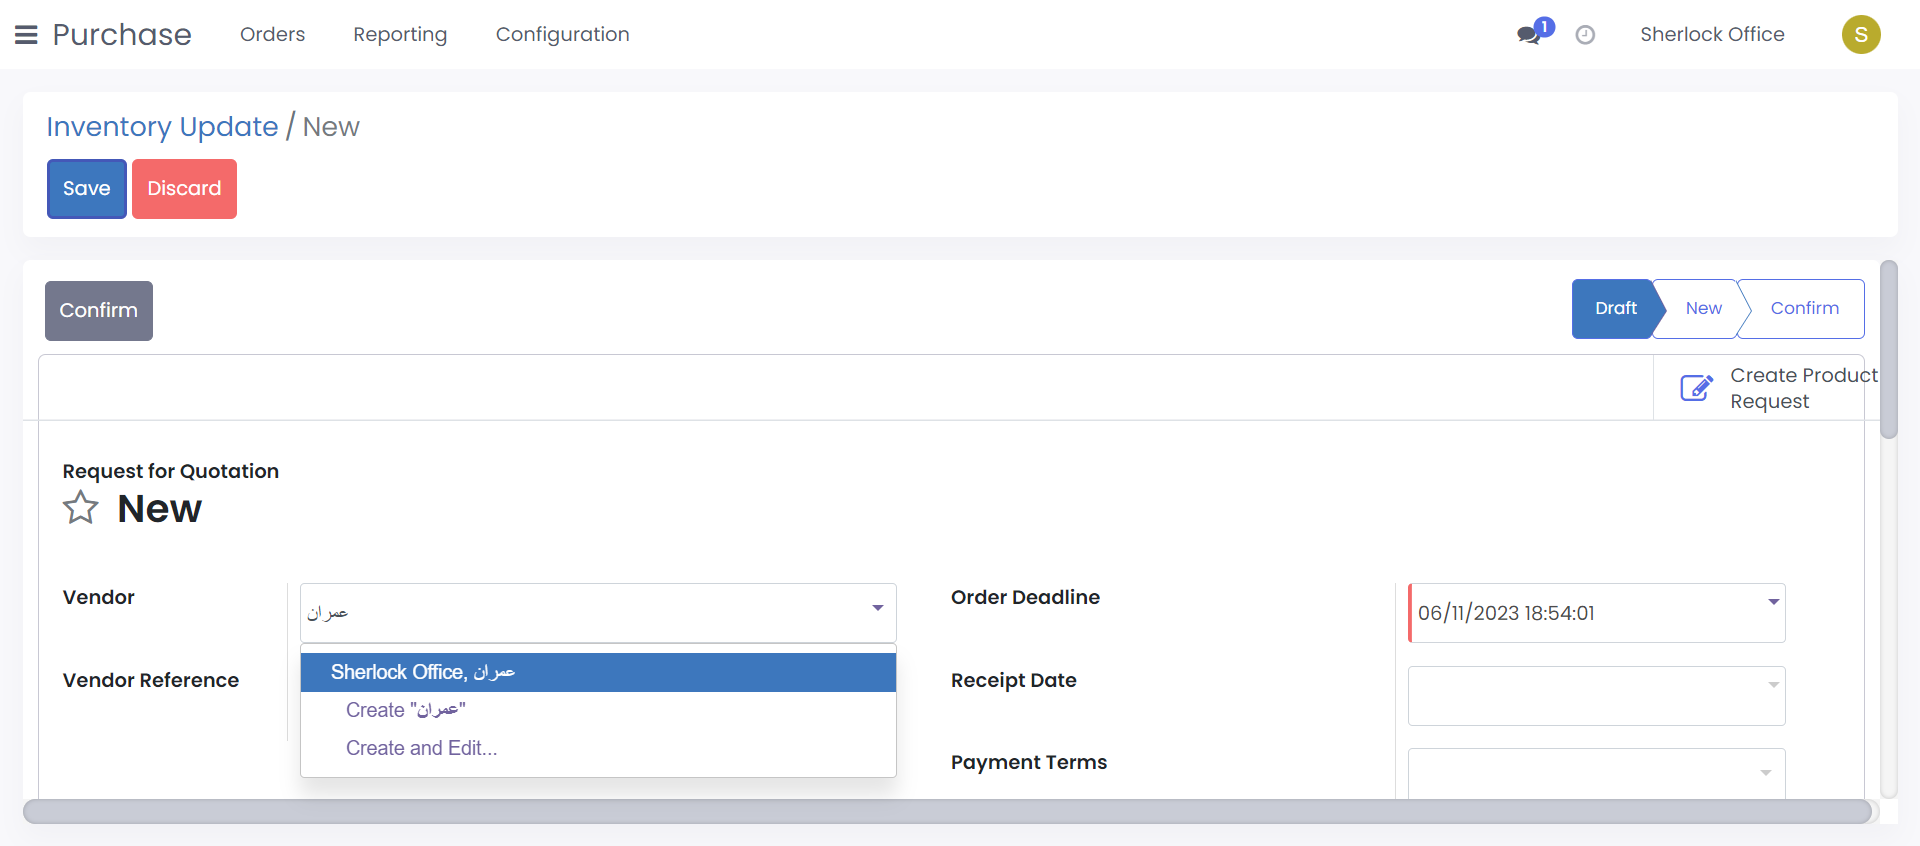 Purchase Orders Reporting Configuration 1 Sherlock Office S
Inventory Update / New
Save Discard
Confirm Draft New Confirm
Create Product
Request
Request for Quotation
New
Vendor عمران Order Deadline 06/11/2023 18:54:01
Sherlock Office, عمران
Vendor Reference Receipt Date
Create "عمران"
Create and Edit...
Payment Terms